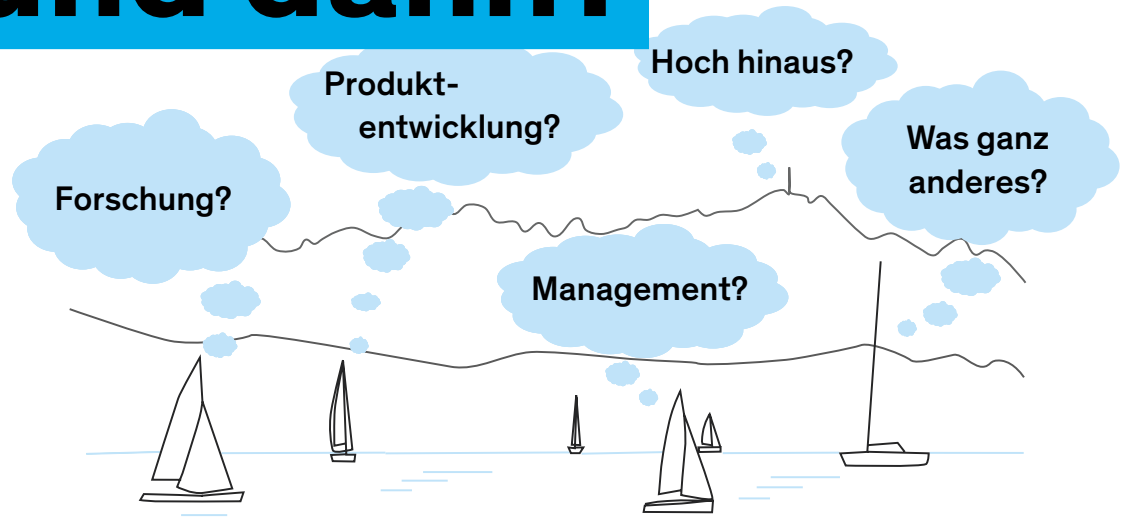 Hoch hinaus?
Produkt-
entwicklung?
Was ganz
anderes?
Forschung?
Management?